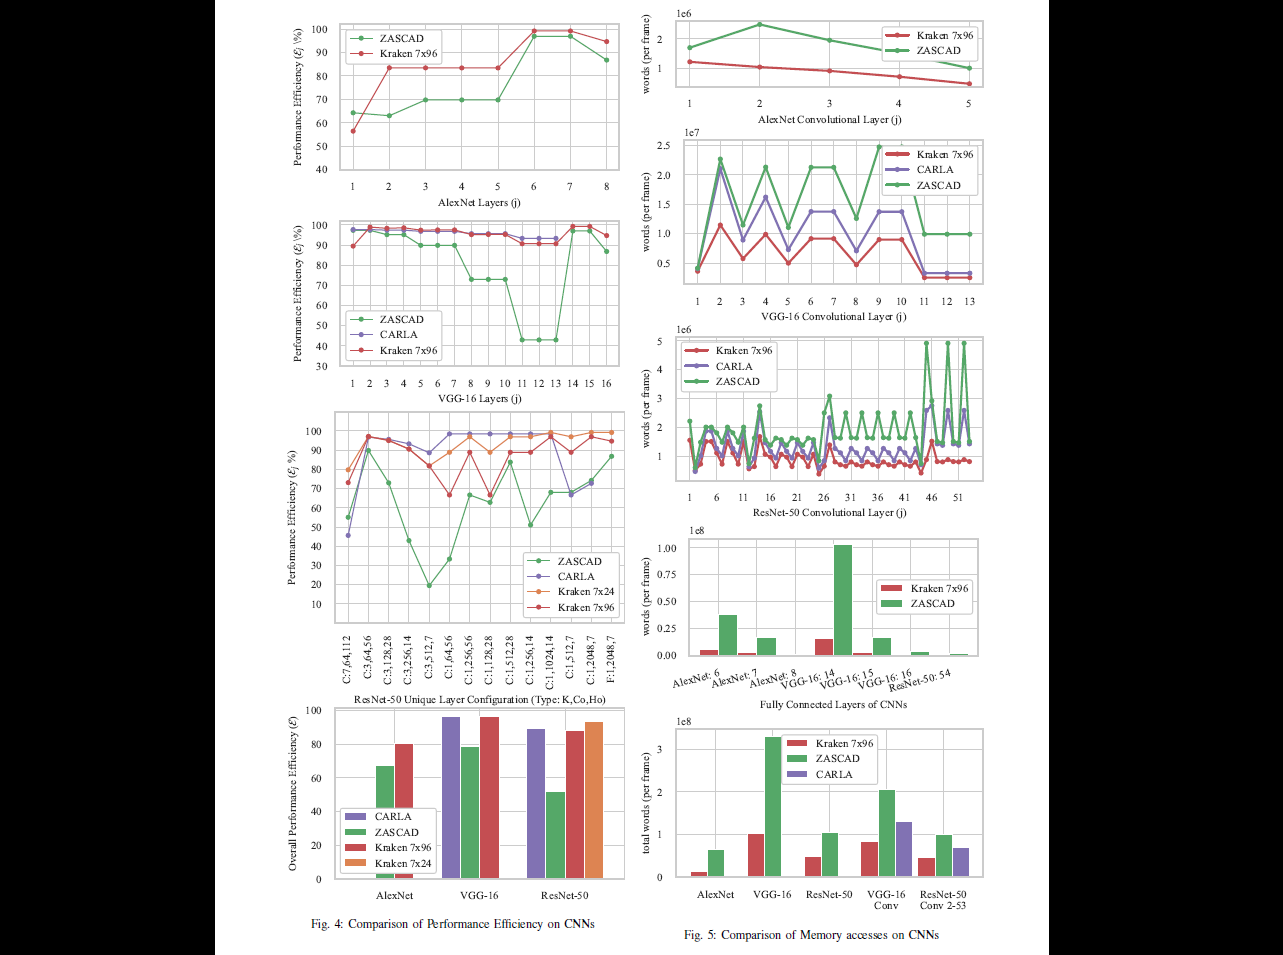 100
90
80
70
60
50
40
Performance Efficiency (ℰj \%)
ZASCAD
Kraken 7x96
1 2 3 4 5 6 7 8
AlexNet Layers (j)
100
90
80
70
60
50
40
30
Performance Efficiency (ℰj \%)
ZASCAD
CARLA
Kraken 7x96
1 2 3 4 5 6 7 8 9 10 11 12 13 14 15 16
VGG-16 Layers (j)
100
90
80
70
60
50
40
30
20
10
Performance Efficiency (ℰj %)
ZASCAD
CARLA
Kraken 7x24
Kraken 7x96
C:7,64,112
C:3,64,56
C:3,128,28
C:3,256,14
C:3,512,7
C:1,64,56
C:1,256,56
C:1,128,28
C:1,512,28
C:1,256,14
C:1,1024,14
C:1,512,7
C:1,2048,7
F:1,2048,7
ResNet-50 Unique Layer Configuration (Type: K,Co,Ho)
100
80
60
40
20
0
Overall Performance Efficiency (ℰ)
CARLA
ZASCAD
Kraken 7x96
Kraken 7x24
AlexNet VGG-16 ResNet-50
Fig. 4: Comparison of Performance Efficiency on CNNs
1e6
2
1
words (per frame)
Kraken 7x96
ZASCAD
1 2 3 4 5
AlexNet Convolutional Layer (j)
1e7
2.5
2.0
1.5
1.0
0.5
words (per frame)
Kraken 7x96
CARLA
ZASCAD
1 2 3 4 5 6 7 8 9 10 11 12 13
VGG-16 Convolutional Layer (j)
1e6
5
4
3
2
1
words (per frame)
Kraken 7x96
CARLA
ZASCAD
1 6 11 16 21 26 31 36 41 46 51
ResNet-50 Convolutional Layer (j)
1e8
1.00
0.75
0.50
0.25
0.00
words (per frame)
Kraken 7x96
ZASCAD
AlexNet: 6
AlexNet: 7
AlexNet: 8
VGG-16: 14
VGG-16: 15
VGG-16: 16
ResNet-50: 54
Fully Connected Layers of CNNs
1e8
3
2
1
0
total words (per frame)
Kraken 7x96
ZASCAD
CARLA
AlexNet VGG-16 ResNet-50 VGG-16 ResNet-50
Conv Conv 2-53
Fig. 5: Comparison of Memory accesses on CNNs